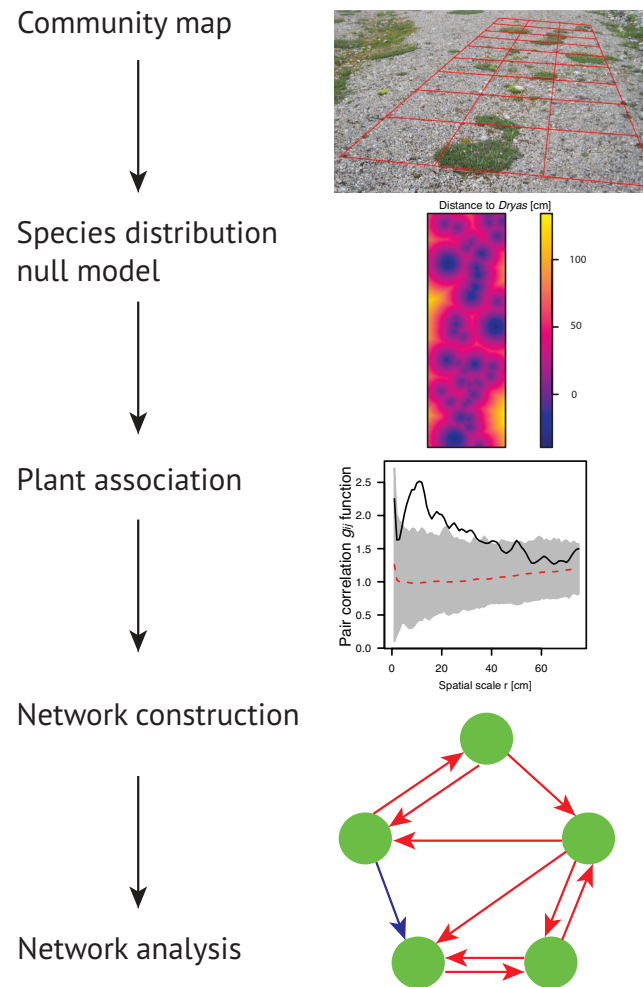 Community map
Distance to Dryas [cm]
Species distribution
null model
100
50
0
Plant association
Pair correlation gij function
2.5
2.0
1.5
1.0
0.5
0.0
0 20 40 60
Spatial scale r [cm]
Network construction
Network analysis